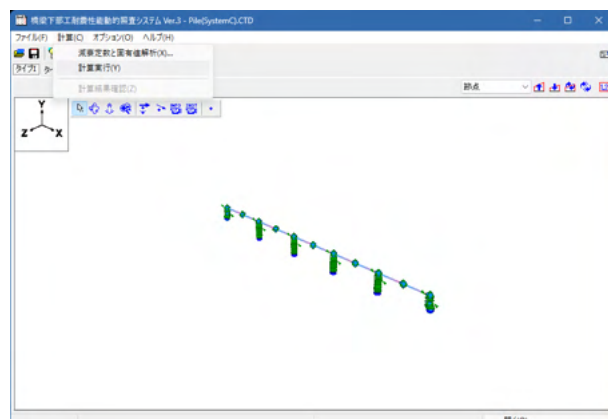 橋梁下部工耐震性能動的照査システム Ver.3 - Pile(SystemC).CTD
ファイル(F) 計算(C) オプション(O) ヘルプ(H)
減衰定数と固有値解析(X)...
タイプ1
計算実行(Y)
計算結果確認(Z)
節点
Y
Z X